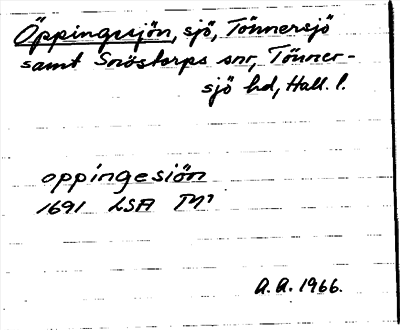 Öppingesjön, sjö, Tönnersjö
samt Snöstorps snr, Tönner-
sjö hd, Hall. l.
oppingesiön
1691 LSA
A.A. 1966.